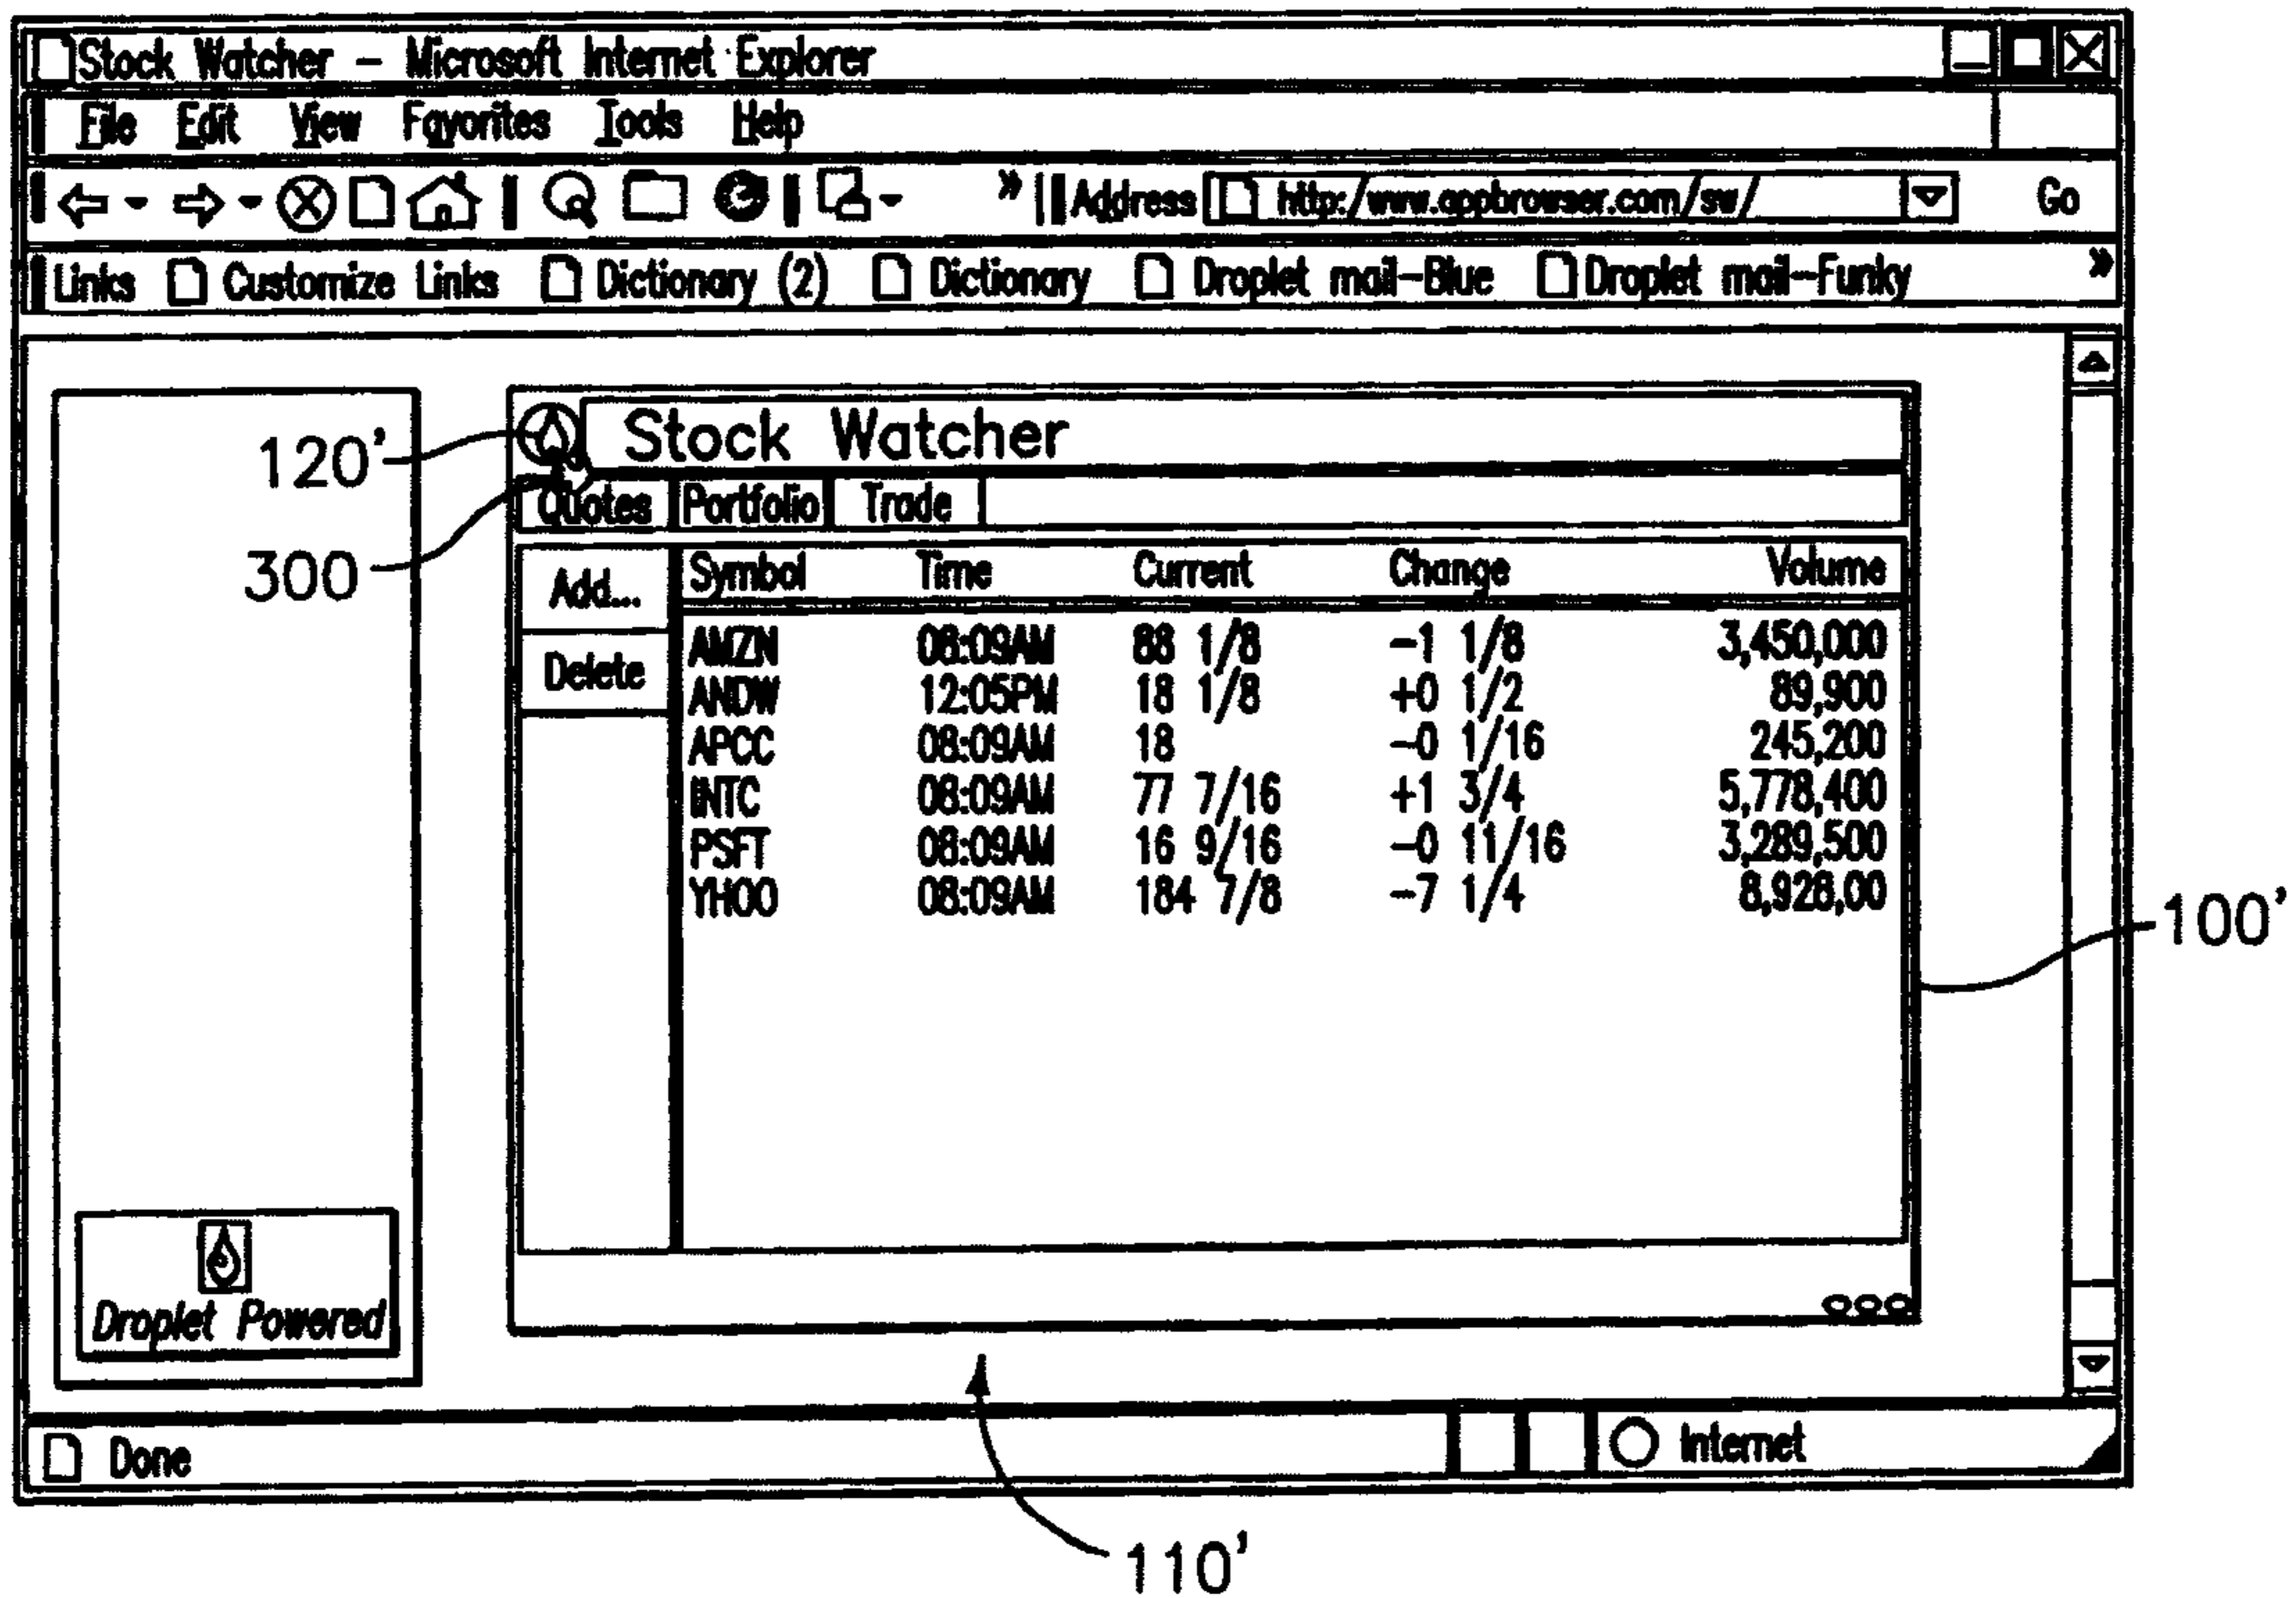 Stock Watcher - Microsoft Internet Explorer
File Edit View Favorites Tools Help
» Address http:/www.appbrowser.com/sw/ Go
Links Customize Links Dictionary (2) Dictionary Droplet mail-Blue Droplet mail-Funky »
120' Stock Watcher
300 Quotes Portfolio Trade
Add... Symbol Time Current Change Volume
AMZN 08:09AM 88 1/8 -1 1/8 3,450,000
Delete
ANDW 12:05PM 18 1/8 +0 1/2 89,900
APCC 08:09AM 18 -0 1/16 245,200
INTC 08:09AM 77 7/16 +1 3/4 5,778,400
PSFT 08:09AM 16 9/16 -0 11/16 3,289,500
YHOO 08:09AM 184 7/8 -7 1/4 8,928,00
100'
Droplet Powered
Done Internet
110'